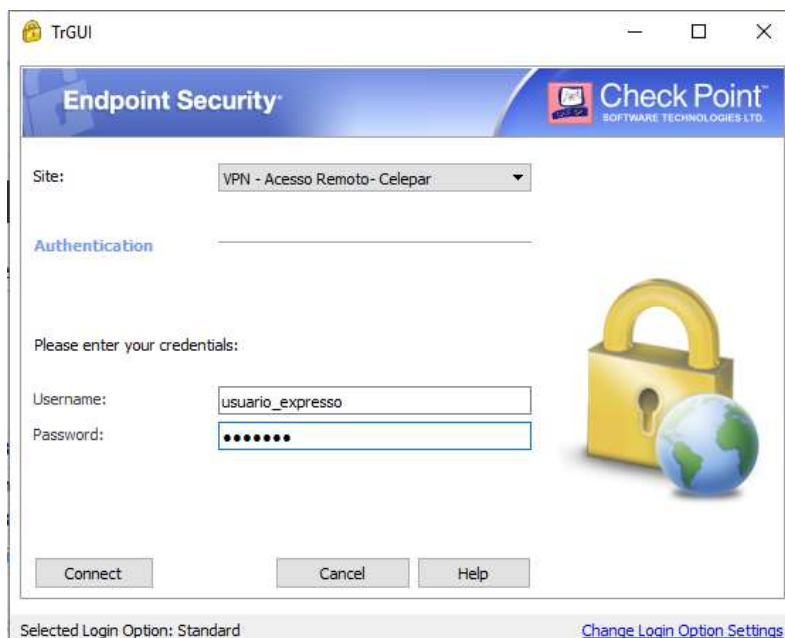 TrGUI
Endpoint Security
Check Point
SOFTWARE TECHNOLOGIES LTD.
Site: VPN - Acesso Remoto- Celepar
Authentication
Please enter your credentials:
Username: usuario_expresso
Password: •••••••
Connect Cancel Help
Selected Login Option: Standard Change Login Option Settings